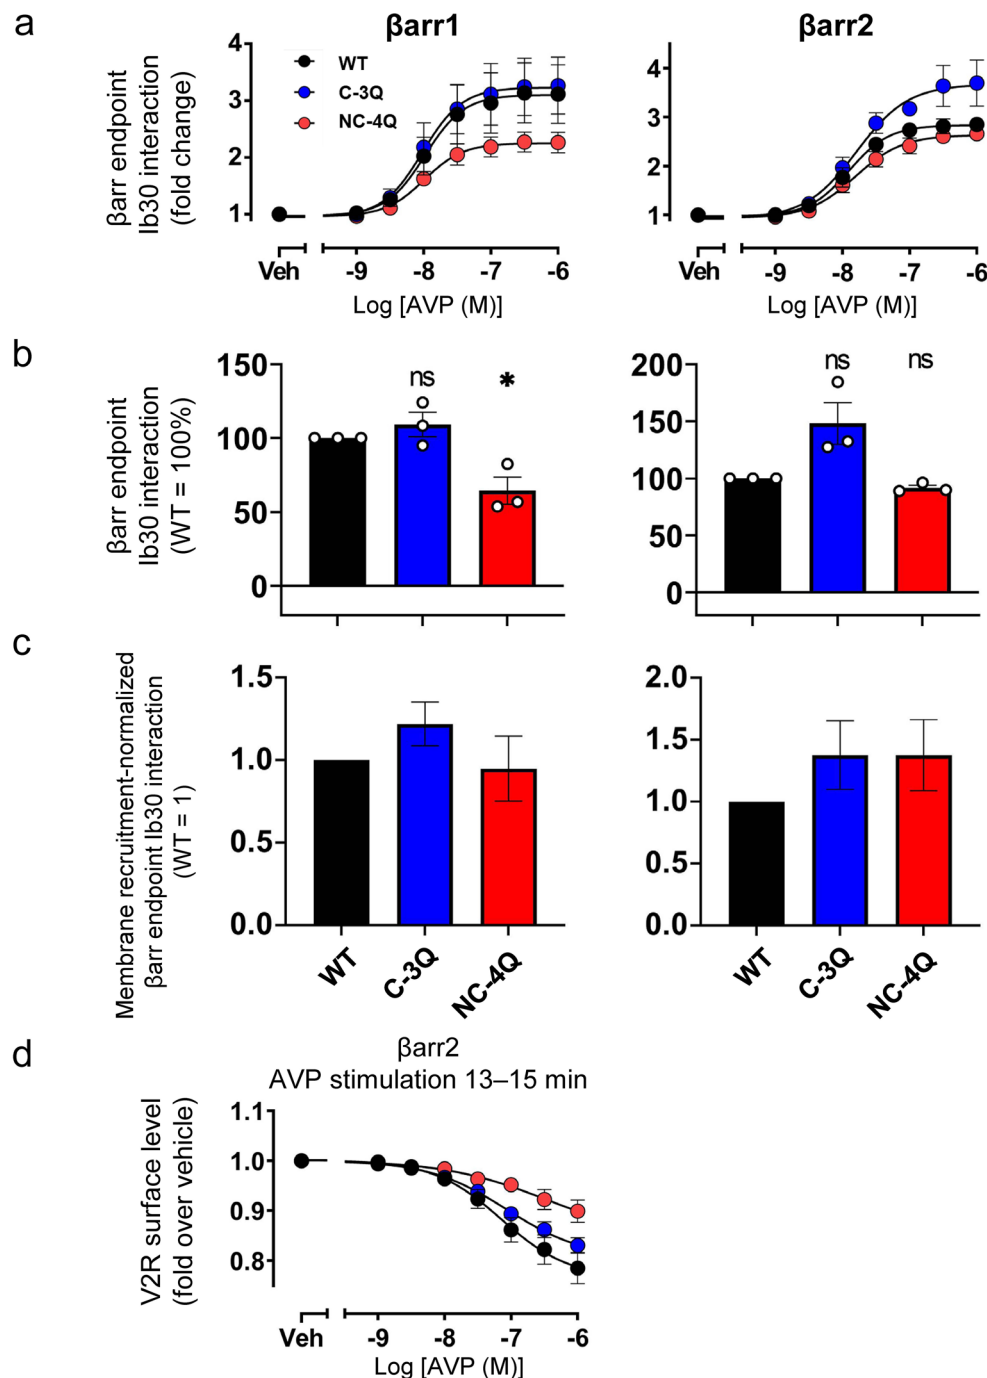 a
βarr1
βarr2
βarr endpoint
Ib30 interaction
(fold change)
4
3
2
1
WT
C-3Q
NC-4Q
Veh
-9
-8
-7
-6
Log [AVP (M)]
4
3
2
1
Veh
-9
-8
-7
-6
Log [AVP (M)]
b
βarr endpoint
Ib30 interaction
(WT = 100%)
150
100
50
0
ns
*
200
150
100
50
0
ns
ns
c
Membrane recruitment-normalized
βarr endpoint Ib30 interaction
(WT = 1)
1.5
1.0
0.5
0.0
WT
C-3Q
NC-4Q
2.0
1.5
1.0
0.5
0.0
WT
C-3Q
NC-4Q
d
βarr2
AVP stimulation 13–15 min
V2R surface level
(fold over vehicle)
1.1
1.0
0.9
0.8
Veh
-9
-8
-7
-6
Log [AVP (M)]